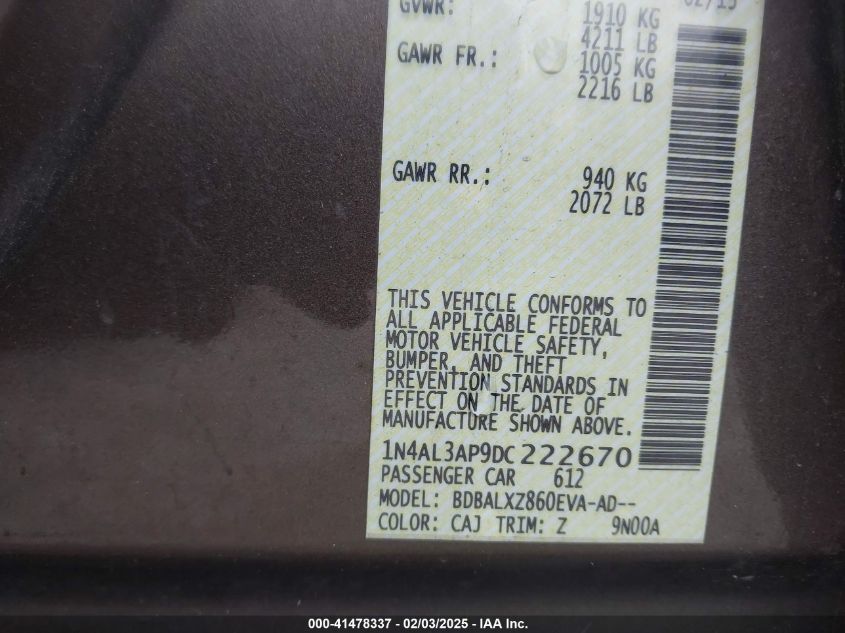 GVWR: 1910 KG
4211 LB
GAWR FR.: 1005 KG
2216 LB
GAWR RR.: 940 KG
2072 LB
THIS VEHICLE CONFORMS TO
ALL APPLICABLE FEDERAL
MOTOR VEHICLE SAFETY,
BUMPER, AND THEFT
PREVENTION STANDARDS IN
EFFECT ON THE DATE OF
MANUFACTURE SHOWN ABOVE.
1N4AL3AP9DC222670
PASSENGER CAR 612
MODEL: BDBALXZ860EVA-AD--
COLOR: CAJ TRIM: Z 9N00A
000-41478337 - 02/03/2025 - IAA Inc.